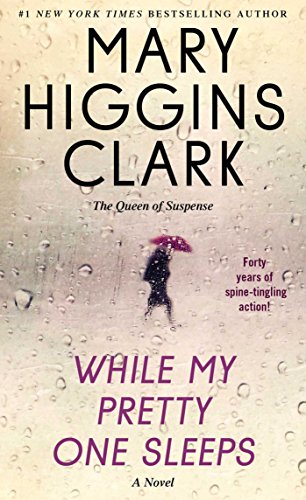 #1 NEW YORK TIMES BESTSELLING AUTHOR
MARY
HIGGINS
CLARK
The Queen of Suspense
Forty
years of
spine-tingling
action!
WHILE MY
PRETTY
ONE SLEEPS
A Novel